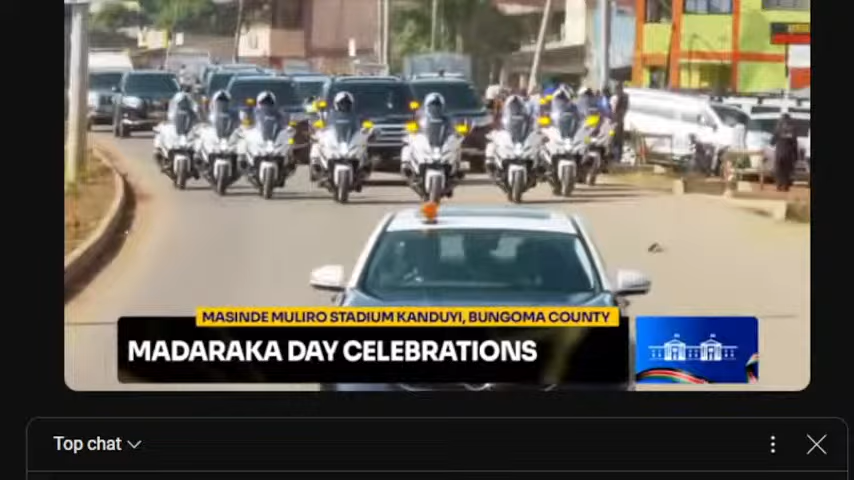 MASINDE MULIRO STADIUM KANDUYI, BUNGOMA COUNTY
MADARAKA DAY CELEBRATIONS
Top chat